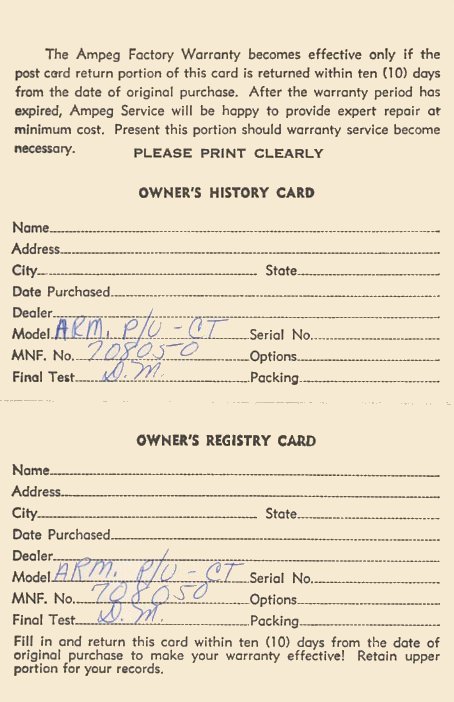 The Ampeg Factory Warranty becomes effective only if the
post card return portion of this card is returned within ten (10) days
from the date of original purchase. After the warranty period has
expired, Ampeg Service will be happy to provide expert repair at
minimum cost. Present this portion should warranty service become
necessary. PLEASE PRINT CLEARLY
OWNER'S HISTORY CARD
Name
Address
City State
Date Purchased
Dealer
Model ARM. P/U - CT Serial No.
MNF. No. 708050 Options
Final Test D.M. Packing
OWNER'S REGISTRY CARD
Name
Address
City State
Date Purchased
Dealer
Model ARM. P/U - CT Serial No.
MNF. No. 708050 Options
Final Test D.M. Packing
Fill in and return this card within ten (10) days from the date of
original purchase to make your warranty effective! Retain upper
portion for your records.